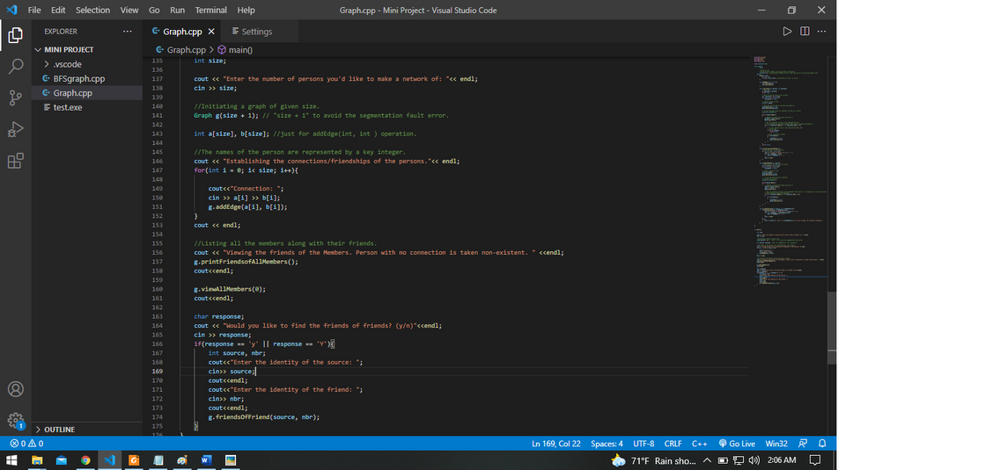 File Edit Selection View Go Run Terminal Help
Graph.cpp - Mini Project - Visual Studio Code
EXPLORER
MINI PROJECT
.vscode
BFSgraph.cpp
Graph.cpp
test.exe
OUTLINE
Graph.cpp Settings
Graph.cpp > main()
135 int size;
136
137 cout << "Enter the number of persons you'd like to make a network of: "<< endl;
138 cin >> size;
139
140 //Initiating a graph of given size.
141 Graph g(size + 1); // "size + 1" to avoid the segmentation fault error.
142
143 int a[size], b[size]; //just for addEdge(int, int ) operation.
144
145 //The names of the person are represented by a key integer.
146 cout << "Establishing the connections/friendships of the persons."<< endl;
147 for(int i = 0; i< size; i++){
148
149 cout<<"Connection: ";
150 cin >> a[i] >> b[i];
151 g.addEdge(a[i], b[i]);
152 }
153 cout << endl;
154
155 //Listing all the members along with their friends.
156 cout << "Viewing the friends of the Members. Person with no connection is taken non-existent. " <<endl;
157 g.printFriendsofAllMembers();
158 cout<<endl;
159
160 g.viewAllMembers(0);
161 cout<<endl;
162
163 char response;
164 cout << "Would you like to find the friends of friends? (y/n)"<<endl;
165 cin >> response;
166 if(response == 'y' || response == 'Y'){
167 int source, nbr;
168 cout<<"Enter the identity of the source: ";
169 cin>> source;
170 cout<<endl;
171 cout<<"Enter the identity of the friend: ";
172 cin>> nbr;
173 cout<<endl;
174 g.friendsOfFriend(source, nbr);
175 }
176 }
1
0 0 Ln 169, Col 22 Spaces: 4 UTF-8 CRLF C++ Go Live Win32
71°F Rain sho... 2:06 AM